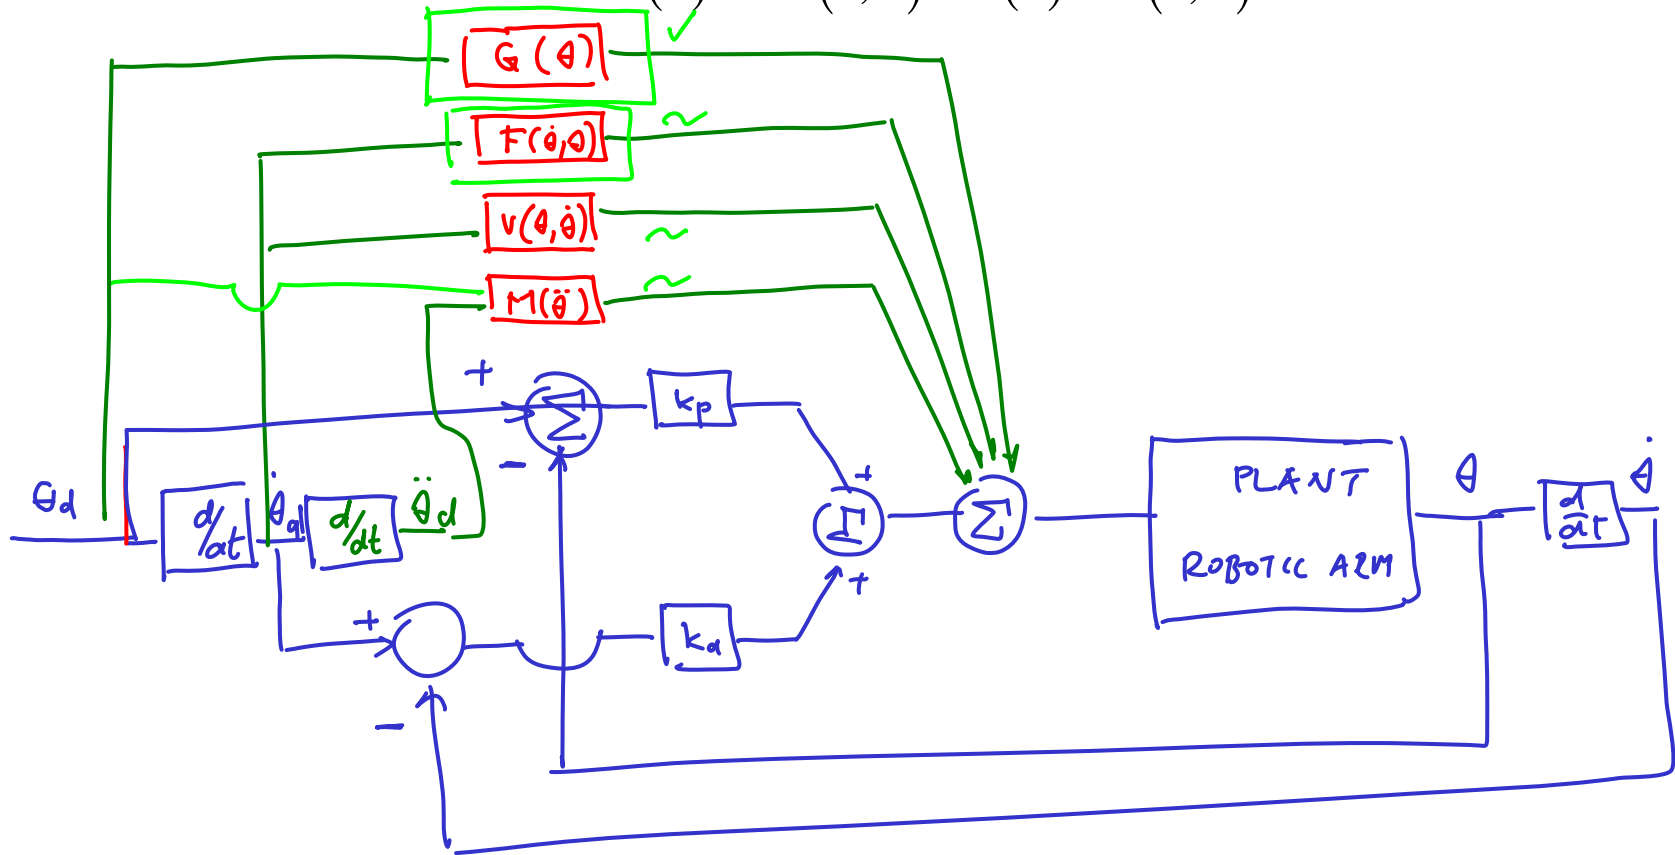 G(θ)
F(θ̇,θ)
V(θ,θ̇)
M(θ̈)
+
Σ
kp
−
θd
d/dt
θ̇d
d/dt
θ̈d
+
Σ
PLANT
ROBOTIC ARM
θ
d/dt
θ̇
+
+
kd
−